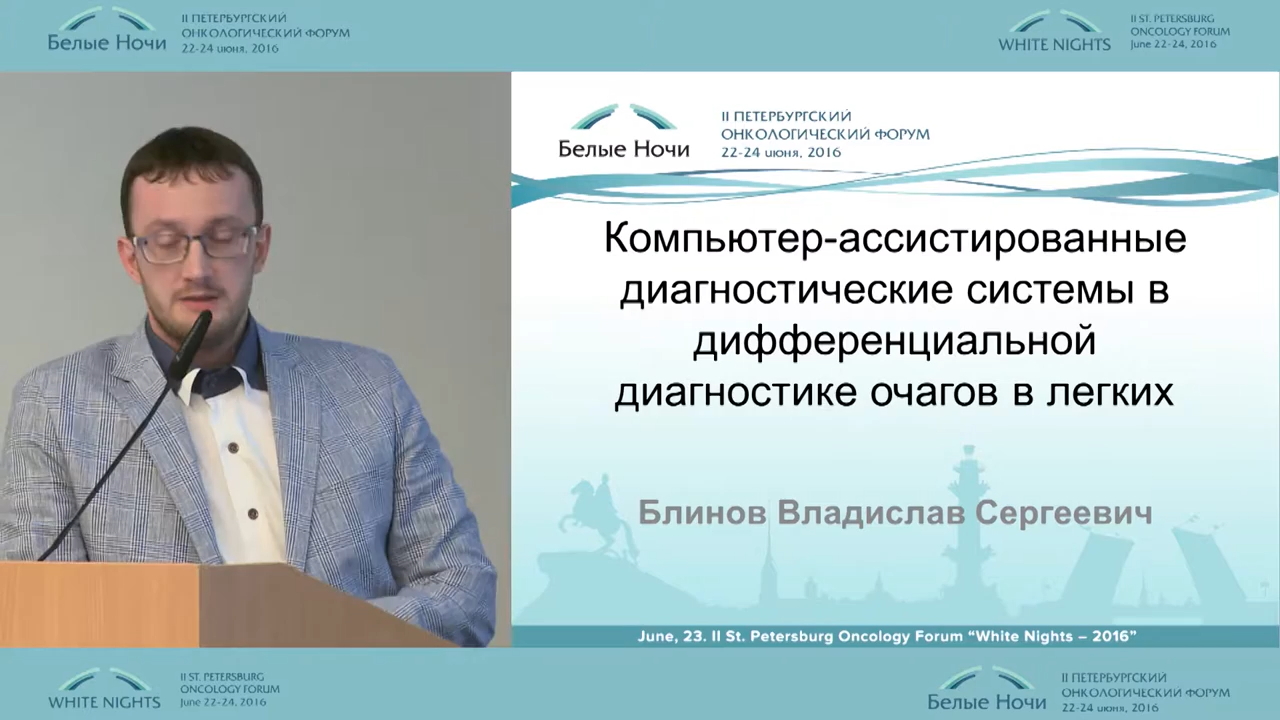 Белые Ночи
II ПЕТЕРБУРГСКИЙ
ОНКОЛОГИЧЕСКИЙ ФОРУМ
22-24 июня, 2016
WHITE NIGHTS
II ST. PETERSBURG
ONCOLOGY FORUM
June 22-24, 2016
Белые Ночи
II ПЕТЕРБУРГСКИЙ
ОНКОЛОГИЧЕСКИЙ ФОРУМ
22-24 июня, 2016
Компьютер-ассистированные
диагностические системы в
дифференциальной
диагностике очагов в легких
Блинов Владислав Сергеевич
June, 23. II St. Petersburg Oncology Forum “White Nights – 2016”
WHITE NIGHTS
II ST. PETERSBURG
ONCOLOGY FORUM
June 22-24, 2016
Белые Ночи
II ПЕТЕРБУРГСКИЙ
ОНКОЛОГИЧЕСКИЙ ФОРУМ
22-24 июня, 2016